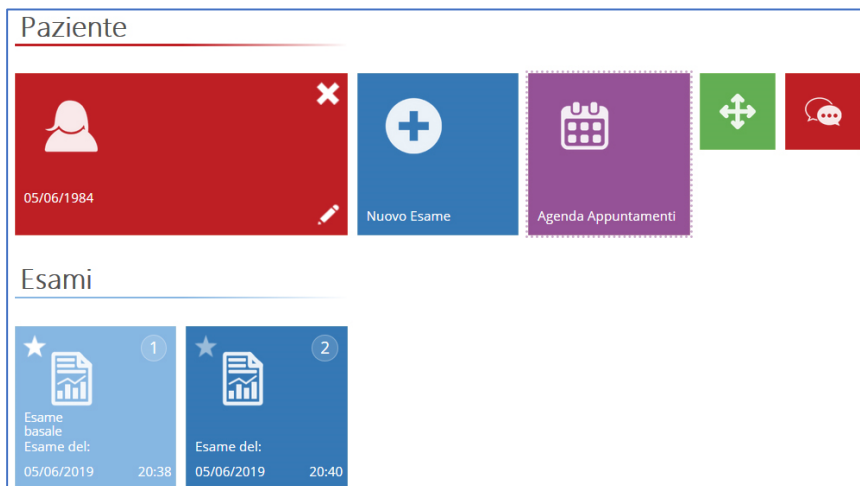 Paziente
05/06/1984
Nuovo Esame
Agenda Appuntamenti
Esami
1
Esame
basale
Esame del:
05/06/2019 20:38
2
Esame del:
05/06/2019 20:40